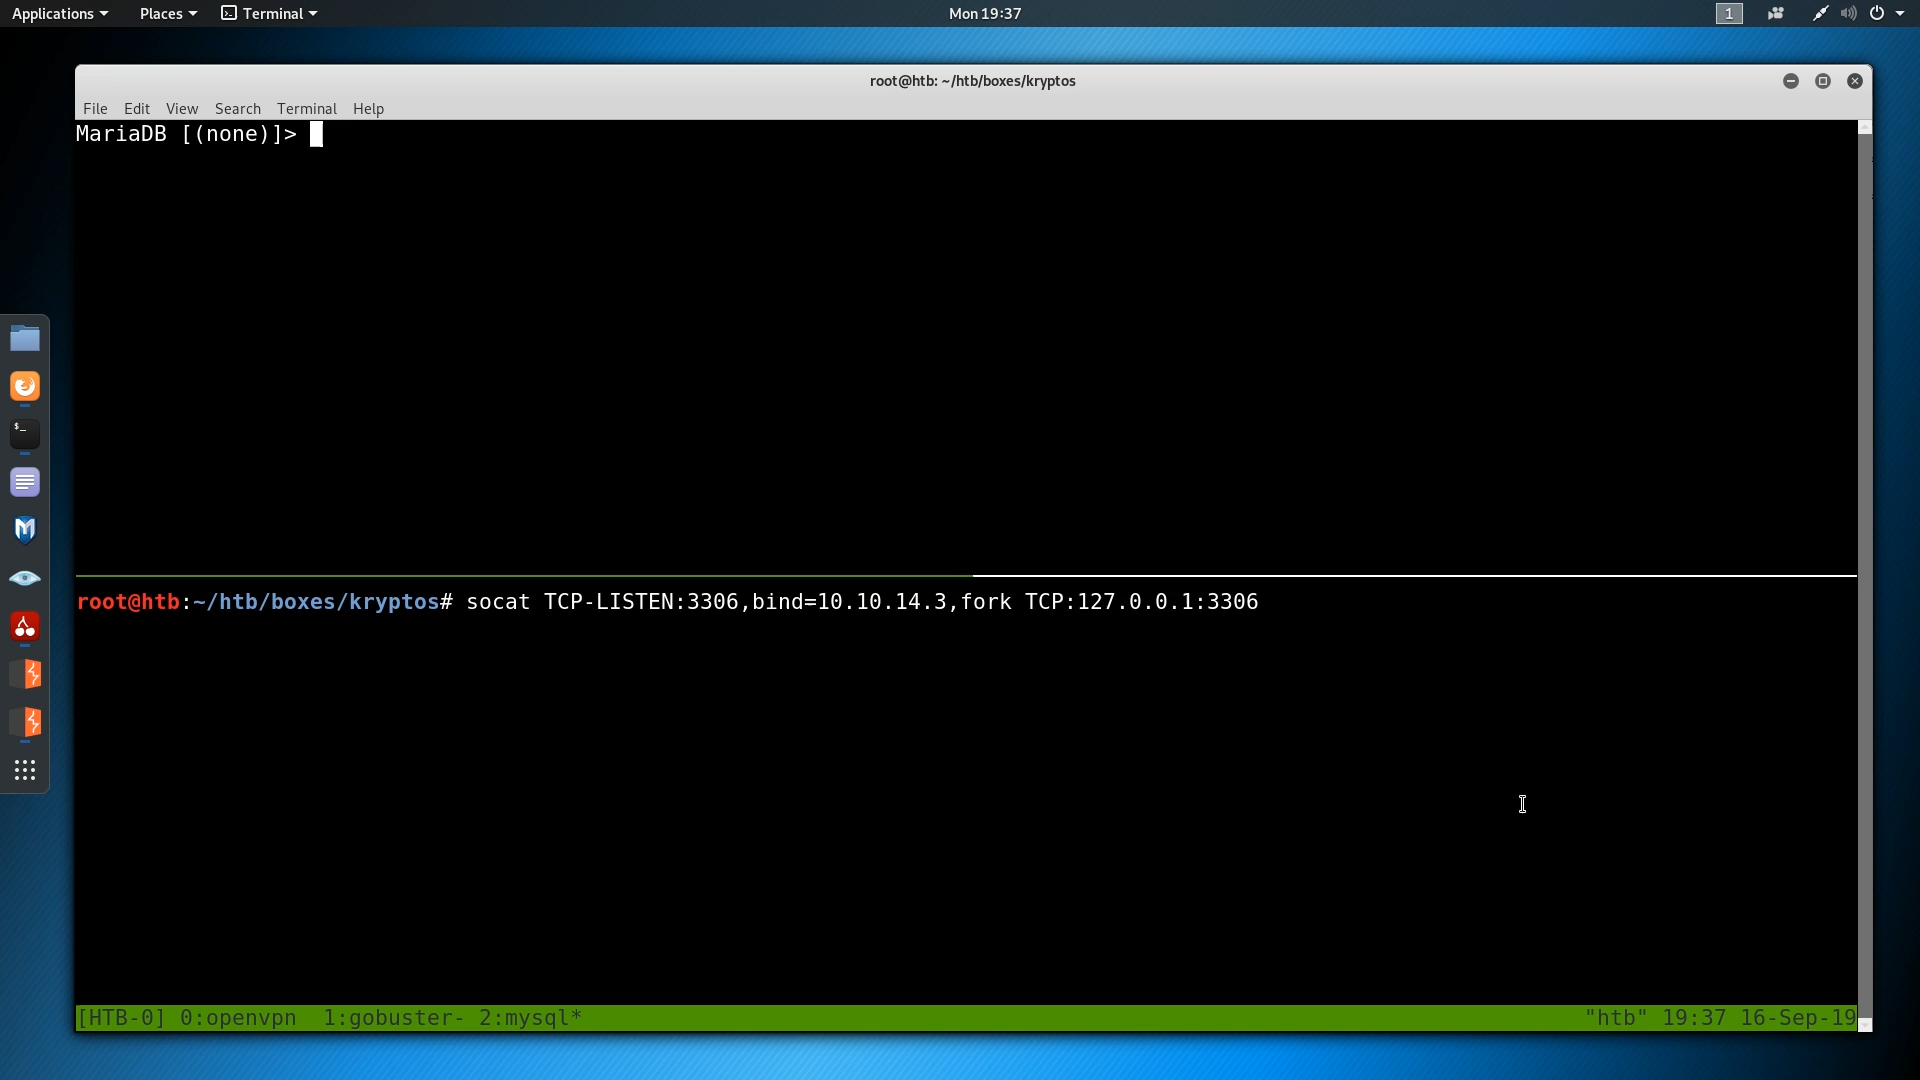 Applications Places Terminal Mon 19:37 1
root@htb: ~/htb/boxes/kryptos
File Edit View Search Terminal Help
MariaDB [(none)]>
$_
root@htb:~/htb/boxes/kryptos# socat TCP-LISTEN:3306,bind=10.10.14.3,fork TCP:127.0.0.1:3306
[HTB-0] 0:openvpn 1:gobuster- 2:mysql* "htb" 19:37 16-Sep-19